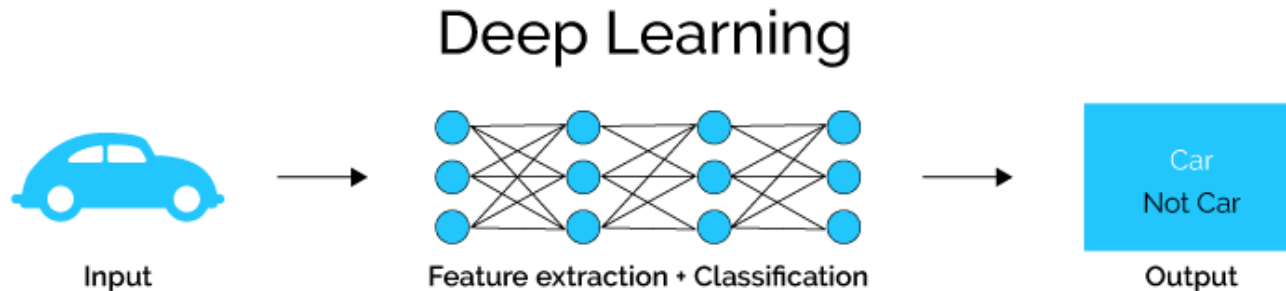 Deep Learning
Car
Not Car
Input
Feature extraction + Classification
Output